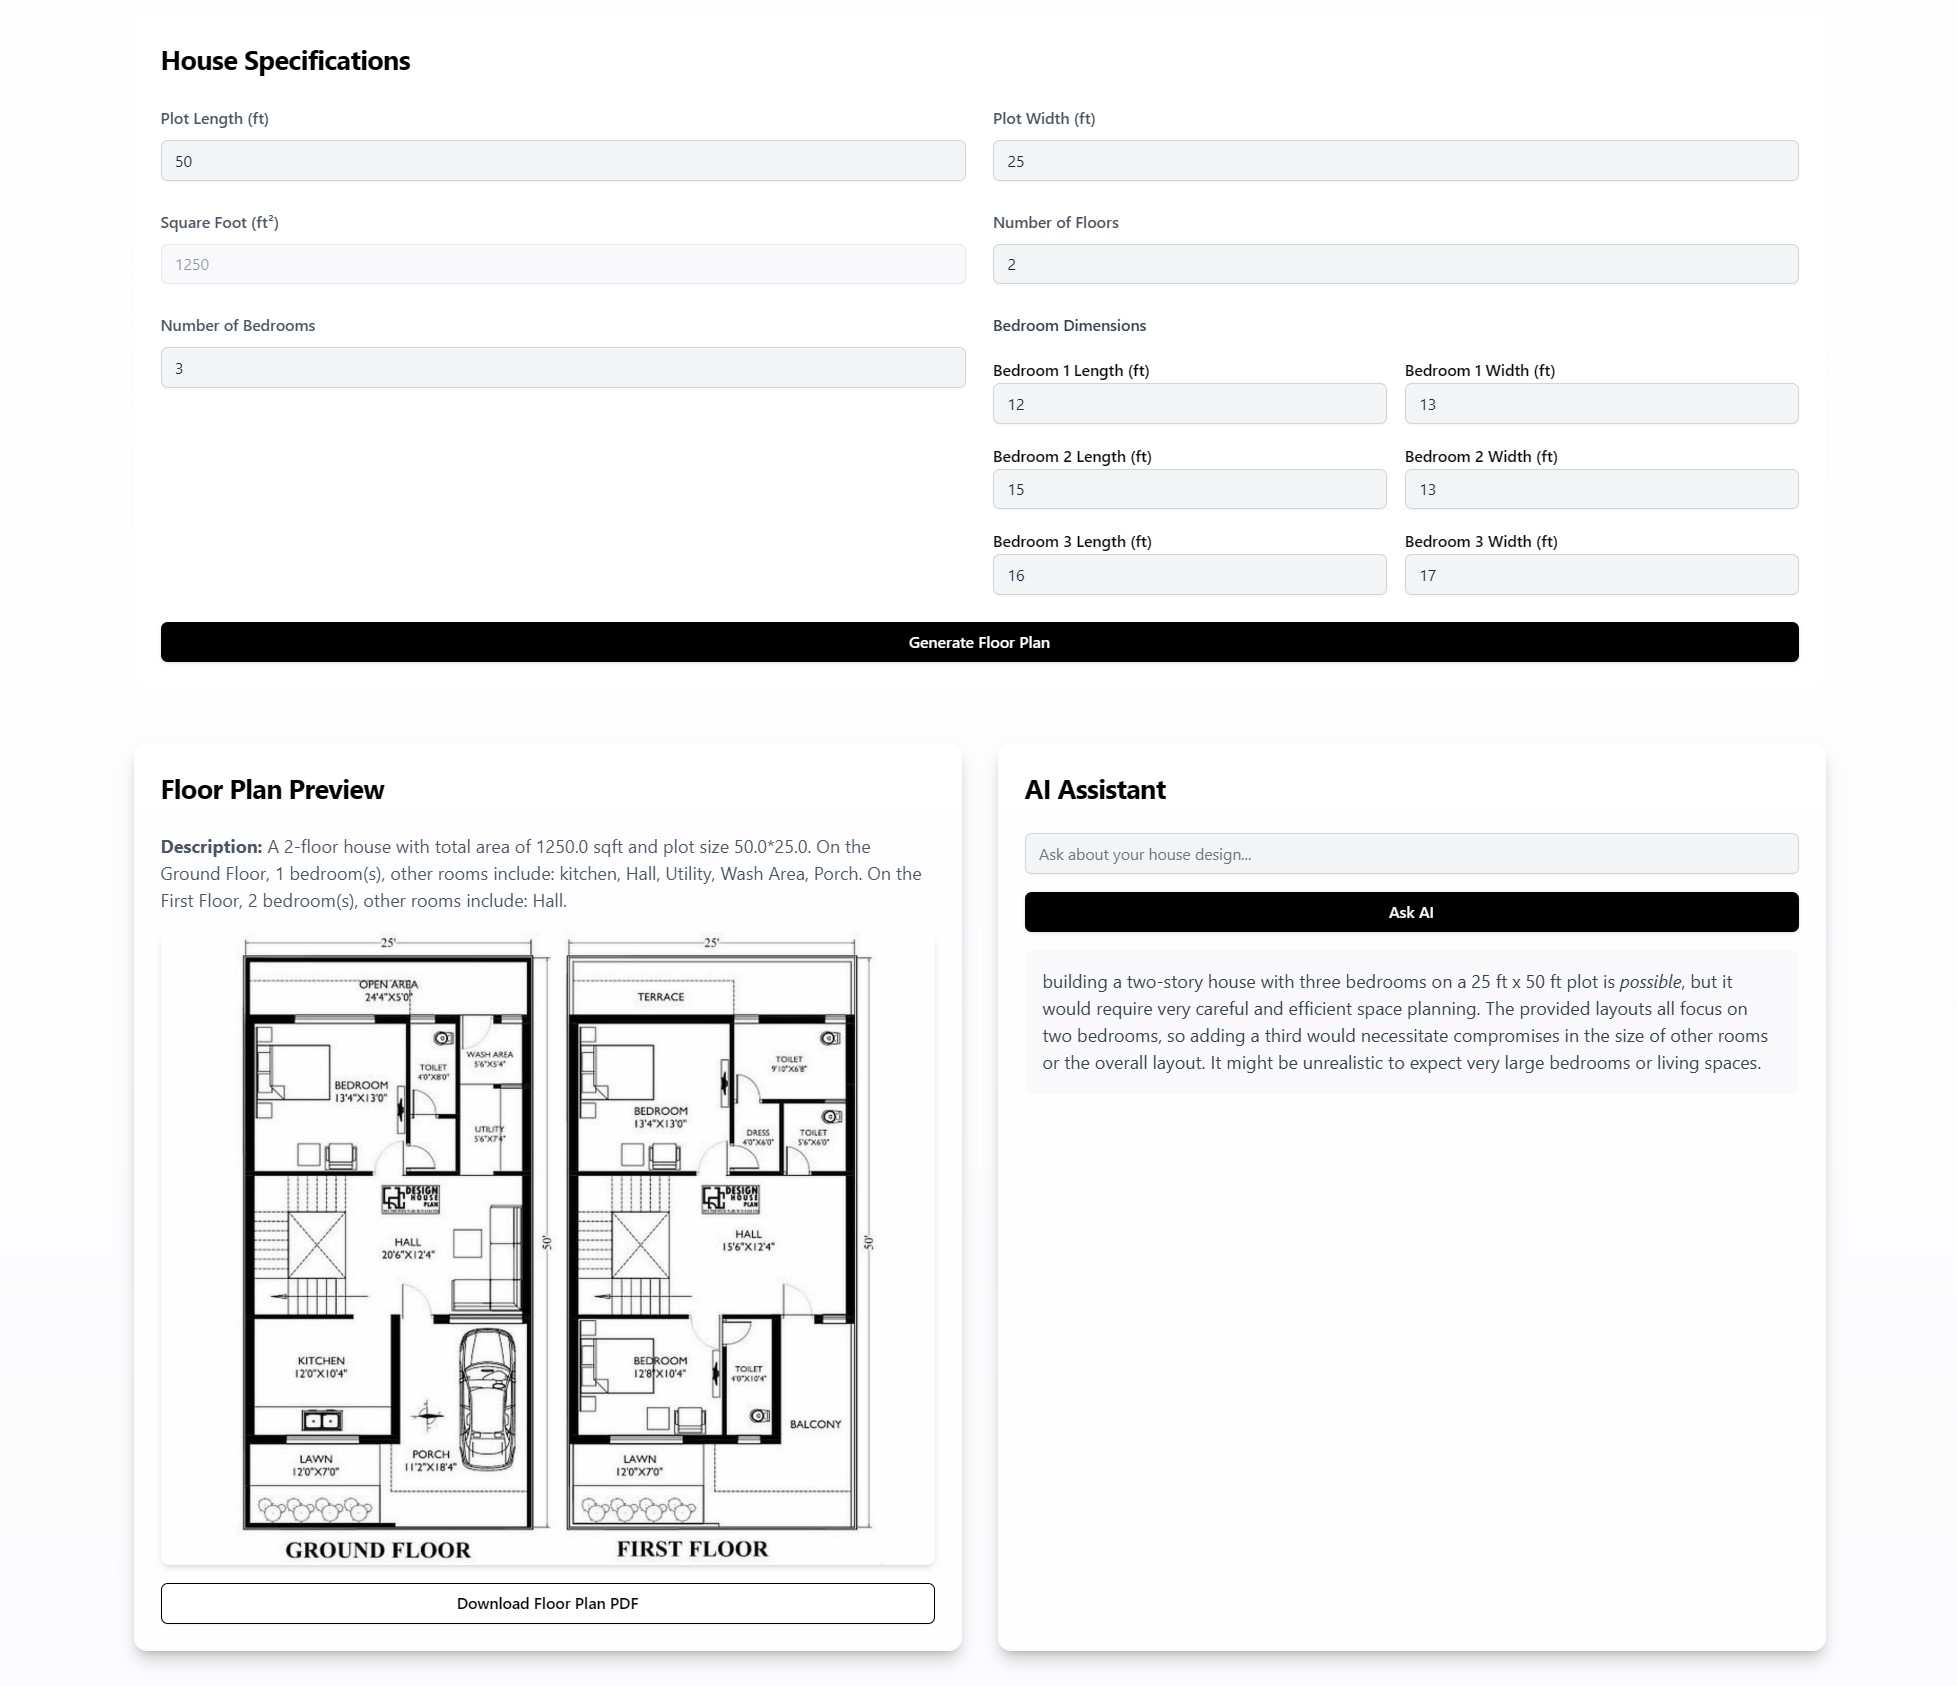 House Specifications
Plot Length (ft)
Plot Width (ft)
50
25
Square Foot (ft²)
Number of Floors
1250
2
Number of Bedrooms
Bedroom Dimensions
3
Bedroom 1 Length (ft)
Bedroom 1 Width (ft)
12
13
Bedroom 2 Length (ft)
Bedroom 2 Width (ft)
15
13
Bedroom 3 Length (ft)
Bedroom 3 Width (ft)
16
17
Generate Floor Plan
Floor Plan Preview
Description: A 2-floor house with total area of 1250.0 sqft and plot size 50.0*25.0. On the
Ground Floor, 1 bedroom(s), other rooms include: kitchen, Hall, Utility, Wash Area, Porch. On the
First Floor, 2 bedroom(s), other rooms include: Hall.
25'
OPEN AREA
24'4"X5'0"
TOILET
4'0"X8'0"
WASH AREA
5'6"X5'4"
BEDROOM
13'4"X13'0"
UTILITY
5'6"X7'4"
DESIGN
HOUSE
PLAN
HALL
20'6"X12'4"
50'
KITCHEN
12'0"X10'4"
PORCH
11'2"X18'4"
LAWN
12'0"X7'0"
GROUND FLOOR
25'
TERRACE
TOILET
9'10"X6'8"
BEDROOM
13'4"X13'0"
DRESS
4'0"X6'0"
TOILET
5'6"X6'0"
DESIGN
HOUSE
PLAN
HALL
15'6"X12'4"
50'
BEDROOM
12'8"X10'4"
TOILET
4'0"X10'4"
BALCONY
LAWN
12'0"X7'0"
FIRST FLOOR
Download Floor Plan PDF
AI Assistant
Ask about your house design...
Ask AI
building a two-story house with three bedrooms on a 25 ft x 50 ft plot is possible, but it
would require very careful and efficient space planning. The provided layouts all focus on
two bedrooms, so adding a third would necessitate compromises in the size of other rooms
or the overall layout. It might be unrealistic to expect very large bedrooms or living spaces.